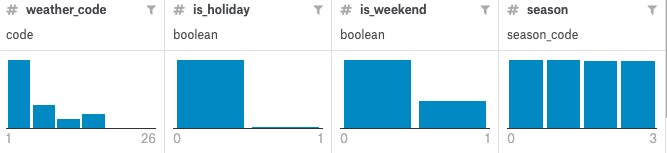 # weather_code
# is_holiday
# is_weekend
# season
code
boolean
boolean
season_code
1 26
0 1
0 1
0 3